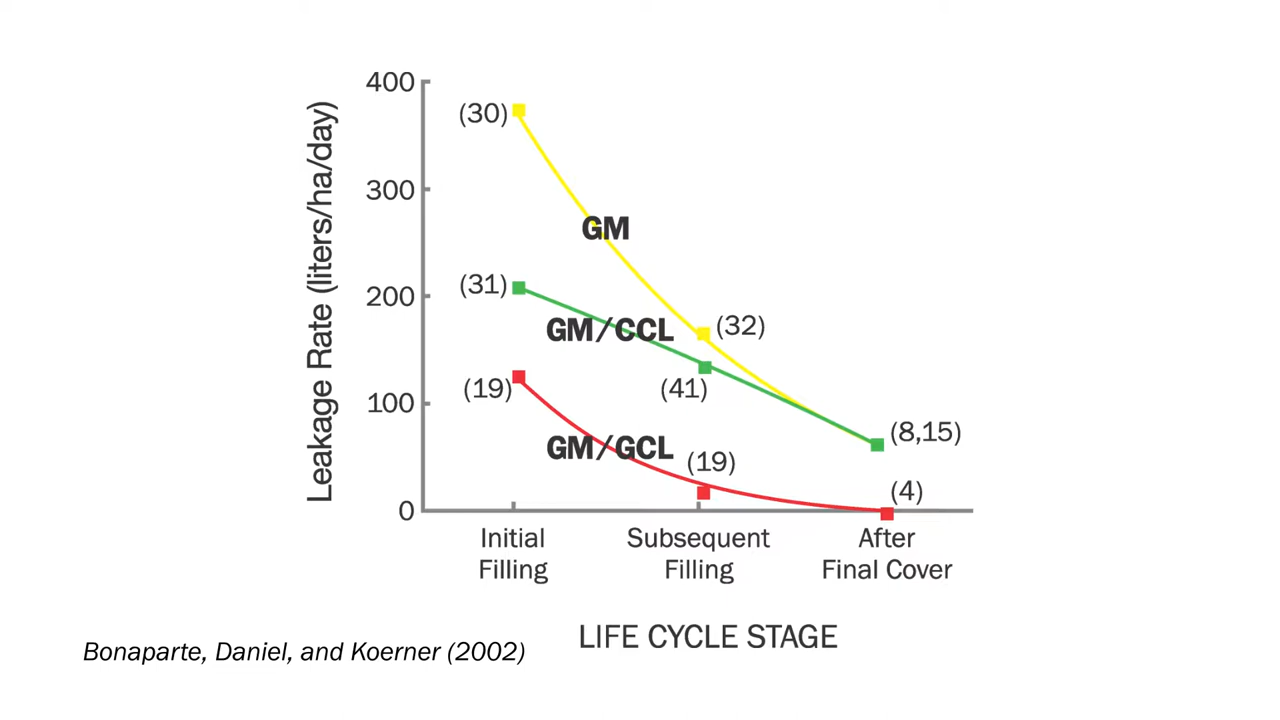 400
(30)
300
GM
(31)
200
(32)
GM/CCL
(41)
(19)
100
(8,15)
GM/GCL
(19)
(4)
0
Leakage Rate (liters/ha/day)
Initial
Filling
Subsequent
Filling
After
Final Cover
LIFE CYCLE STAGE
Bonaparte, Daniel, and Koerner (2002)